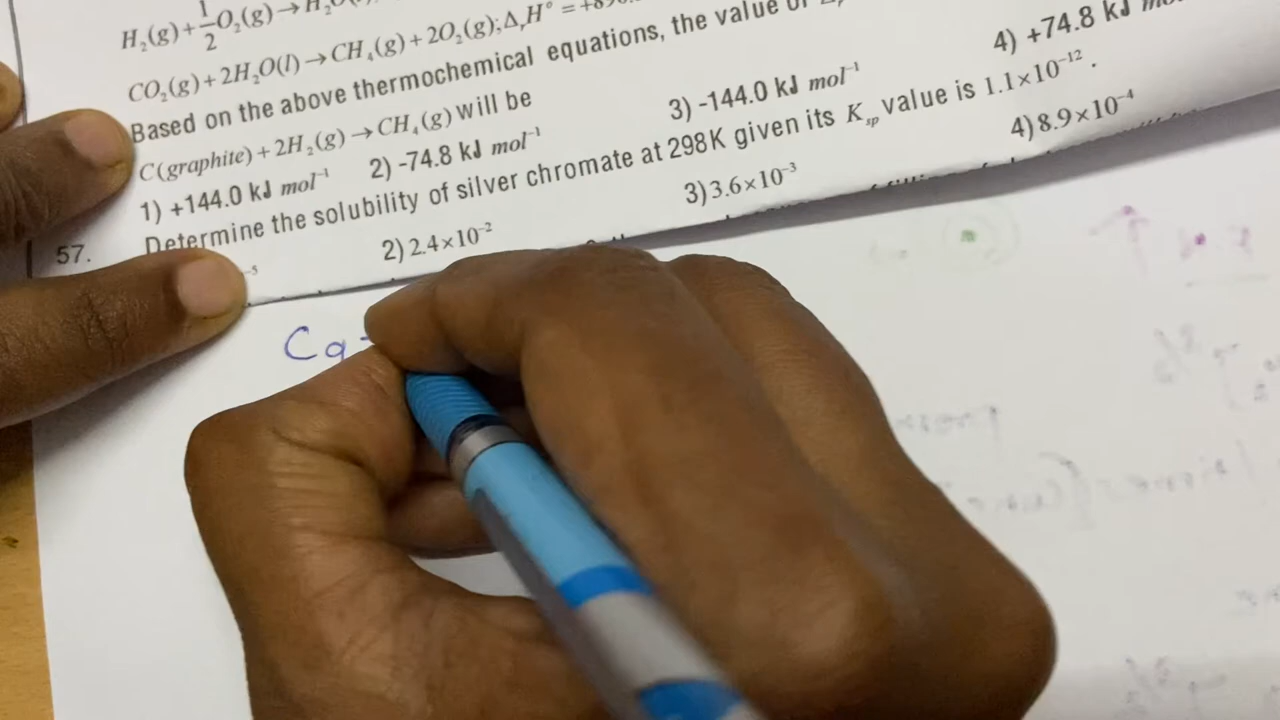 H₂(g)+1/2O₂(g)→H₂
CO₂(g)+2H₂O(l)→CH₄(g)+2O₂(g);ΔᵣH° =+
Based on the above thermochemical equations, the value of
C(graphite)+2H₂(g)→CH₄(g) will be
1) +144.0 kJ mol⁻¹ 2) -74.8 kJ mol⁻¹ 3) -144.0 kJ mol⁻¹ 4) +74.8 kJ
57. Determine the solubility of silver chromate at 298K given its Kₛₚ value is 1.1×10⁻¹².
⁻⁵ 2) 2.4×10⁻² 3) 3.6×10⁻³ 4) 8.9×10⁻⁴